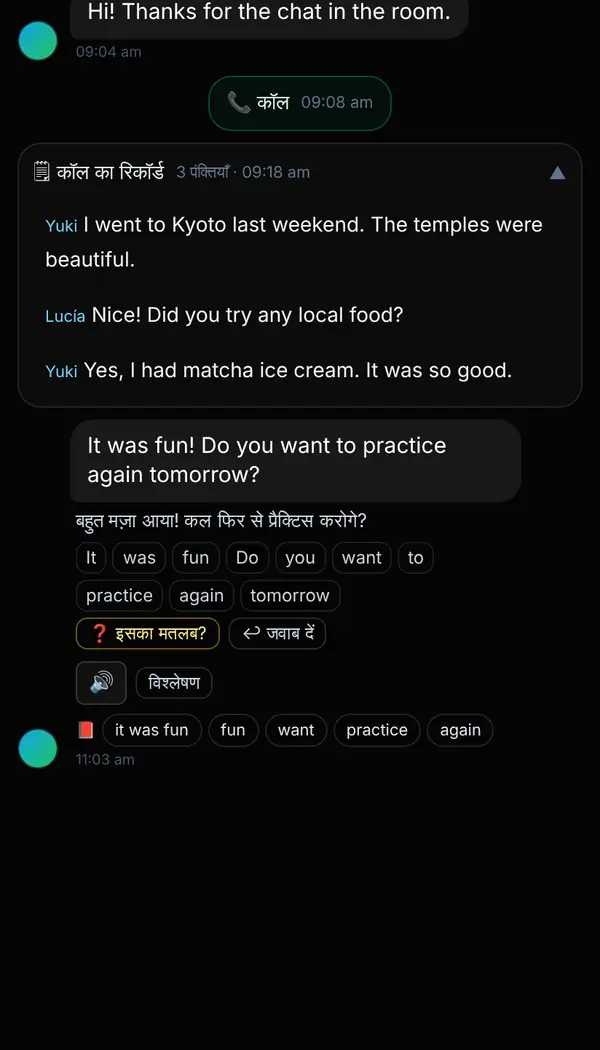 Hi! Thanks for the chat in the room.
09:04 am
कॉल 09:08 am
कॉल का रिकॉर्ड 3 पंक्तियाँ · 09:18 am
Yuki I went to Kyoto last weekend. The temples were
beautiful.
Lucía Nice! Did you try any local food?
Yuki Yes, I had matcha ice cream. It was so good.
It was fun! Do you want to practice
again tomorrow?
बहुत मज़ा आया! कल फिर से प्रैक्टिस करोगे?
It was fun Do you want to
practice again tomorrow
❓ इसका मतलब? ↩ जवाब दें
विश्लेषण
it was fun fun want practice again
11:03 am